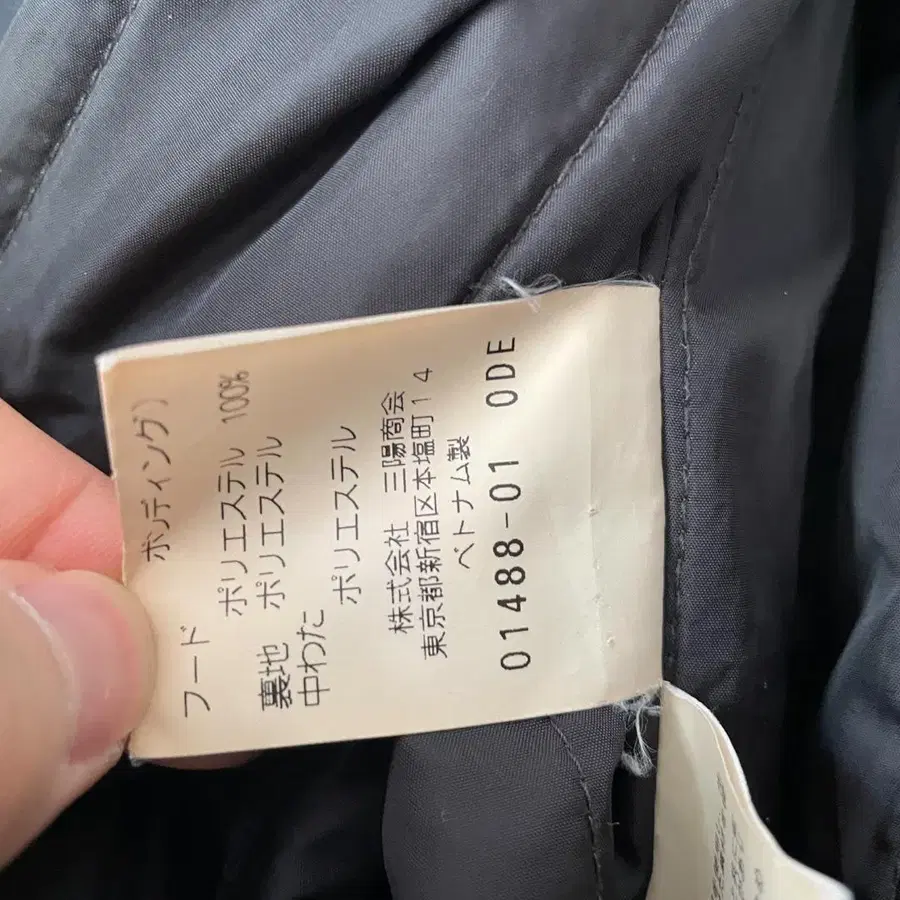 ボンディング)
フード
ポリエステル 100%
裏地 ポリエステル
中わた
ポリエステル
株式会社 三陽商会
東京都新宿区本塩町14
ベトナム製
01488-01 0DE